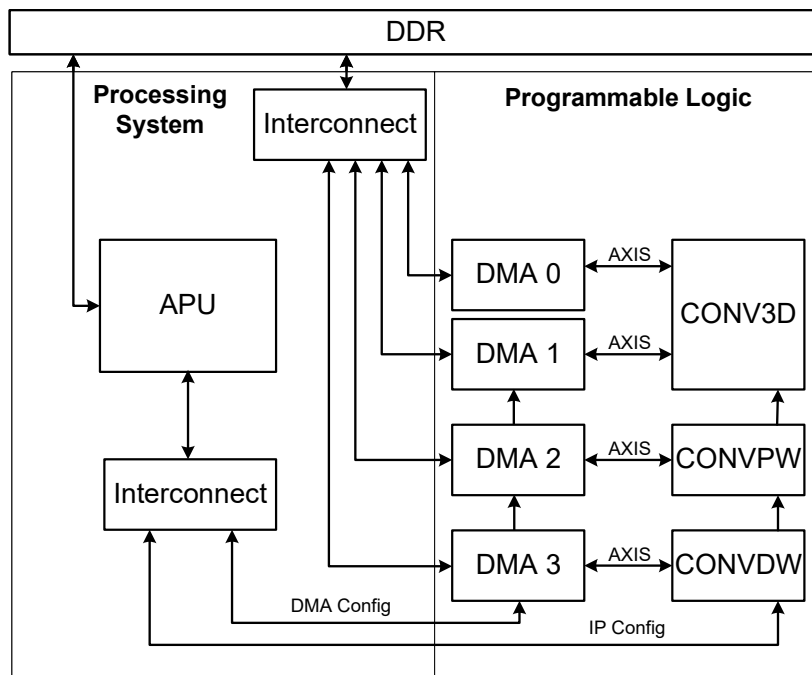 DDR
Processing
System
Interconnect
Programmable Logic
DMA 0
AXIS
CONV3D
APU
DMA 1
AXIS
DMA 2
AXIS
CONVPW
Interconnect
DMA 3
AXIS
CONVDW
DMA Config
IP Config